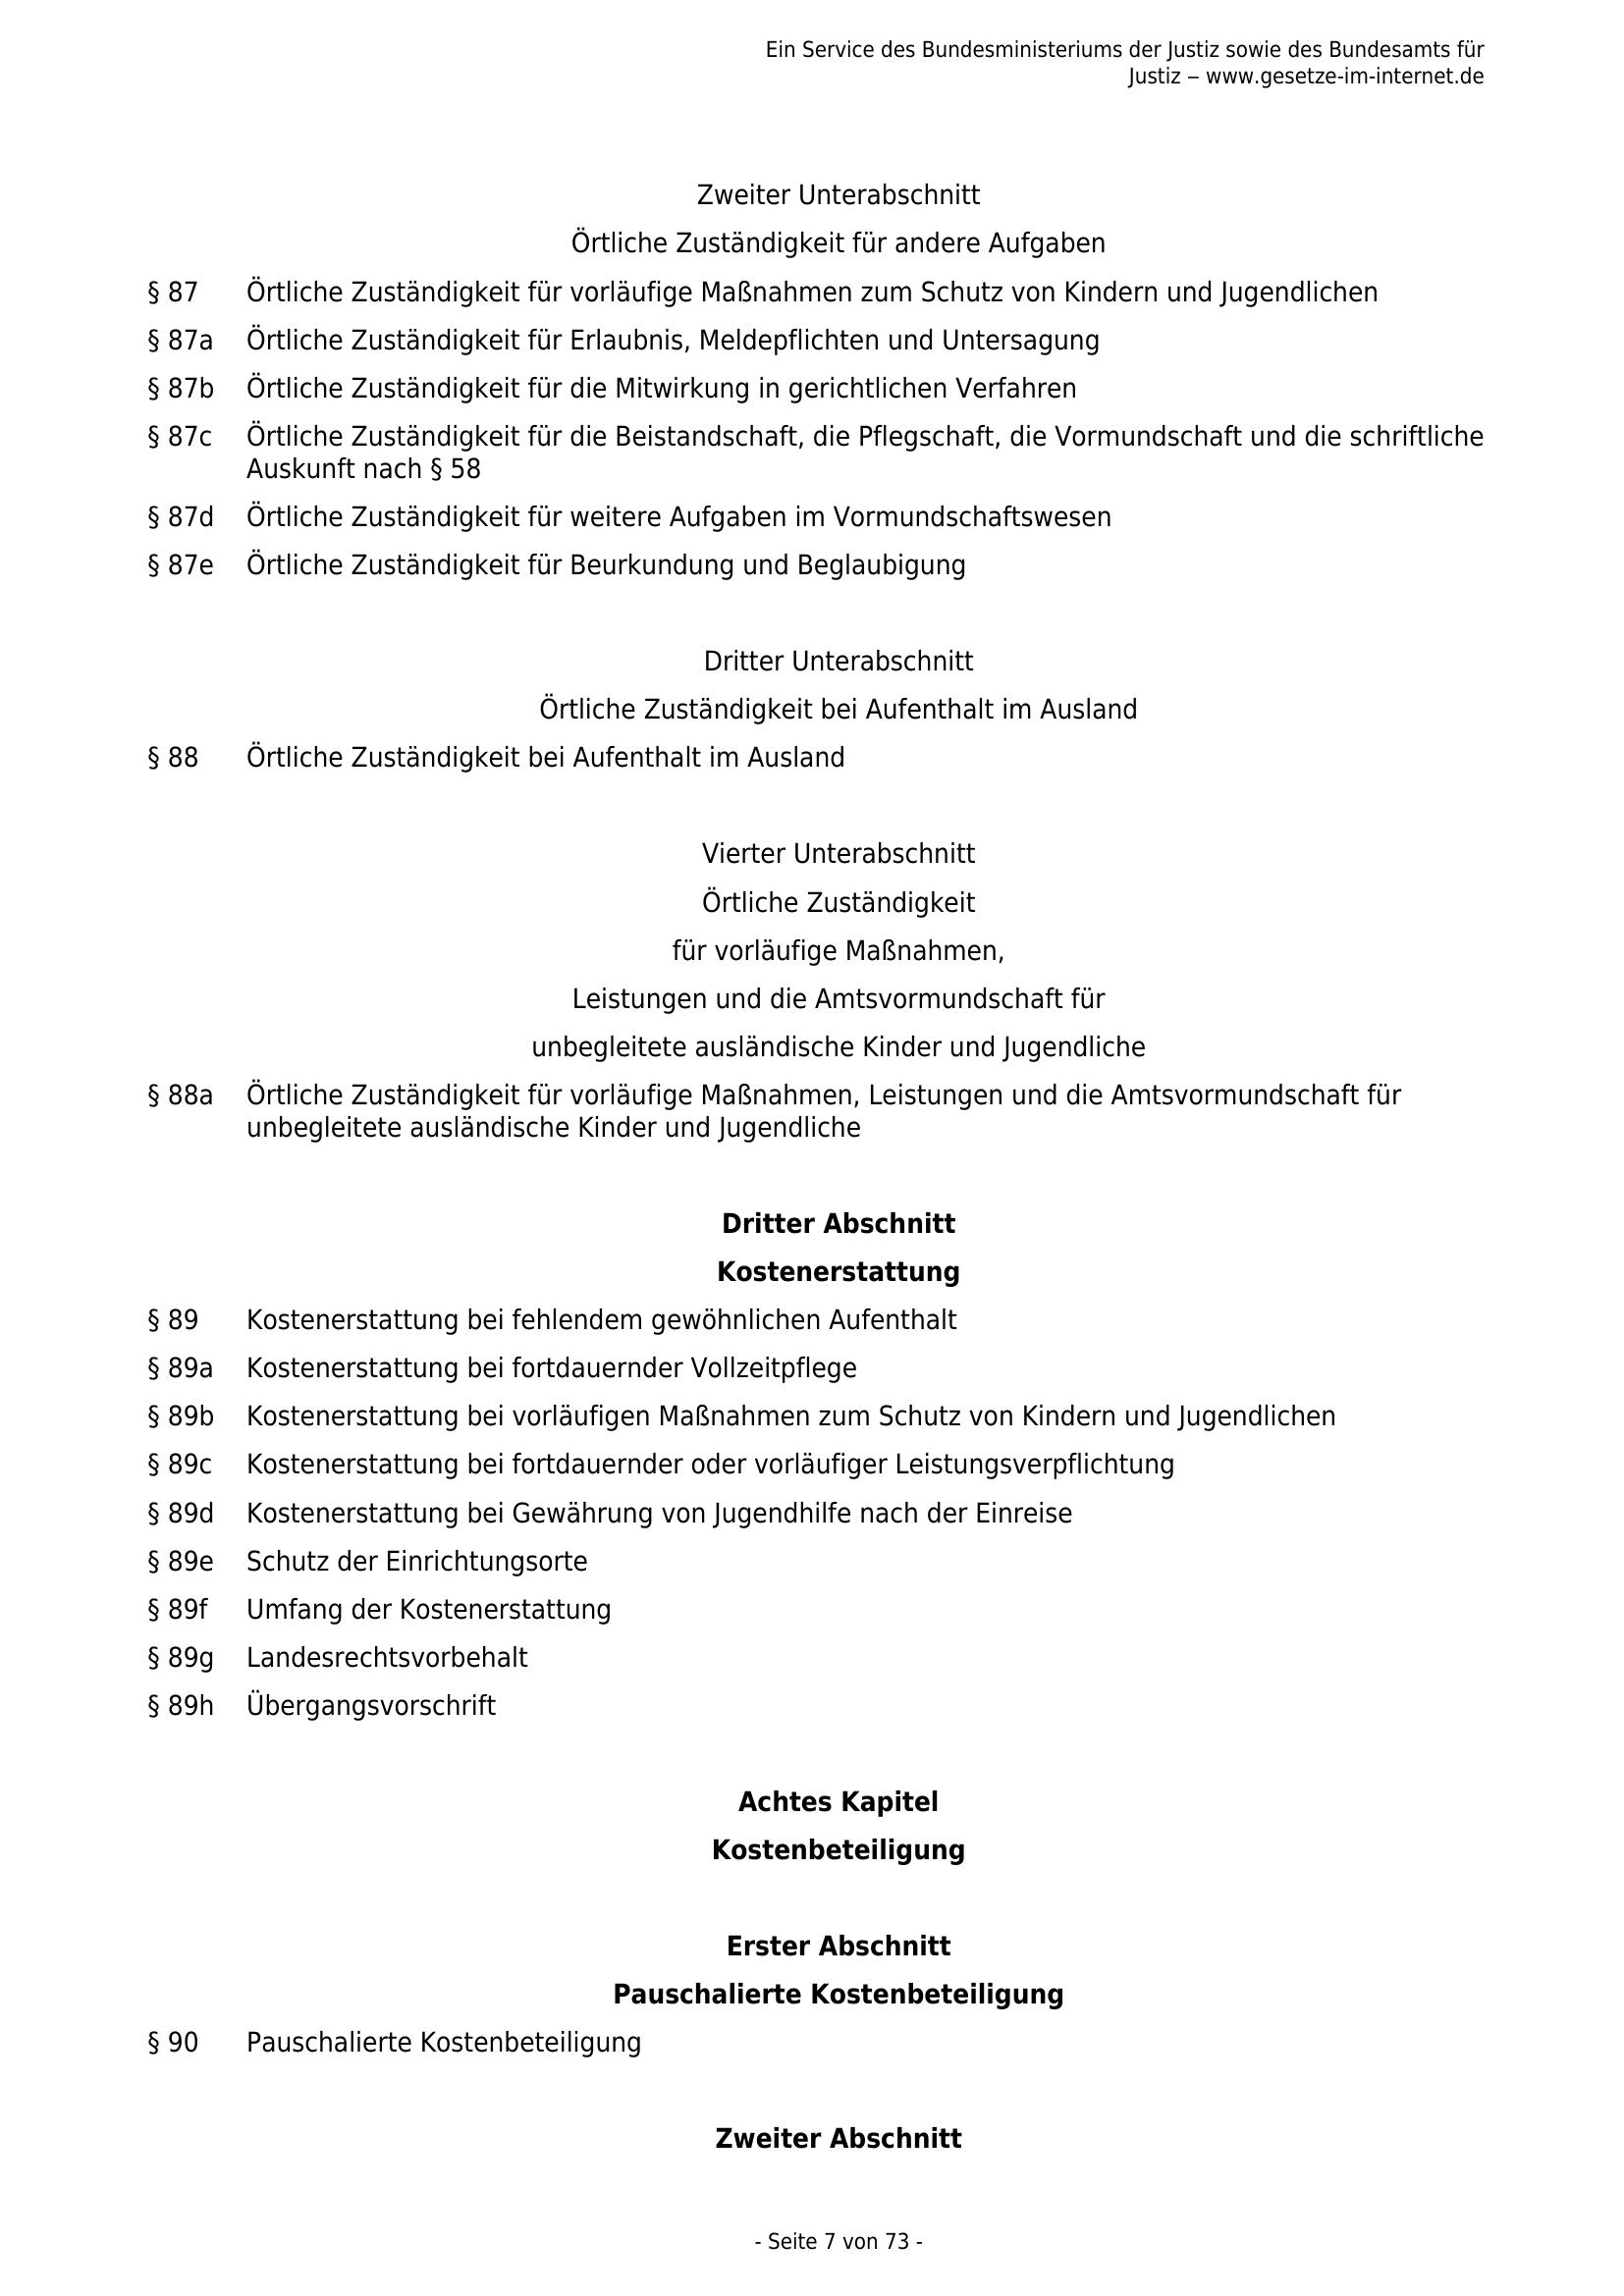 Ein Service des Bundesministeriums der Justiz sowie des Bundesamts für
Justiz ‒ www.gesetze-im-internet.de
Zweiter Unterabschnitt
Örtliche Zuständigkeit für andere Aufgaben
§ 87 Örtliche Zuständigkeit für vorläufige Maßnahmen zum Schutz von Kindern und Jugendlichen
§ 87a Örtliche Zuständigkeit für Erlaubnis, Meldepflichten und Untersagung
§ 87b Örtliche Zuständigkeit für die Mitwirkung in gerichtlichen Verfahren
§ 87c Örtliche Zuständigkeit für die Beistandschaft, die Pflegschaft, die Vormundschaft und die schriftliche
Auskunft nach § 58
§ 87d Örtliche Zuständigkeit für weitere Aufgaben im Vormundschaftswesen
§ 87e Örtliche Zuständigkeit für Beurkundung und Beglaubigung
Dritter Unterabschnitt
Örtliche Zuständigkeit bei Aufenthalt im Ausland
§ 88 Örtliche Zuständigkeit bei Aufenthalt im Ausland
Vierter Unterabschnitt
Örtliche Zuständigkeit
für vorläufige Maßnahmen,
Leistungen und die Amtsvormundschaft für
unbegleitete ausländische Kinder und Jugendliche
§ 88a Örtliche Zuständigkeit für vorläufige Maßnahmen, Leistungen und die Amtsvormundschaft für
unbegleitete ausländische Kinder und Jugendliche
Dritter Abschnitt
Kostenerstattung
§ 89 Kostenerstattung bei fehlendem gewöhnlichen Aufenthalt
§ 89a Kostenerstattung bei fortdauernder Vollzeitpflege
§ 89b Kostenerstattung bei vorläufigen Maßnahmen zum Schutz von Kindern und Jugendlichen
§ 89c Kostenerstattung bei fortdauernder oder vorläufiger Leistungsverpflichtung
§ 89d Kostenerstattung bei Gewährung von Jugendhilfe nach der Einreise
§ 89e Schutz der Einrichtungsorte
§ 89f Umfang der Kostenerstattung
§ 89g Landesrechtsvorbehalt
§ 89h Übergangsvorschrift
Achtes Kapitel
Kostenbeteiligung
Erster Abschnitt
Pauschalierte Kostenbeteiligung
§ 90 Pauschalierte Kostenbeteiligung
Zweiter Abschnitt
- Seite 7 von 73 -